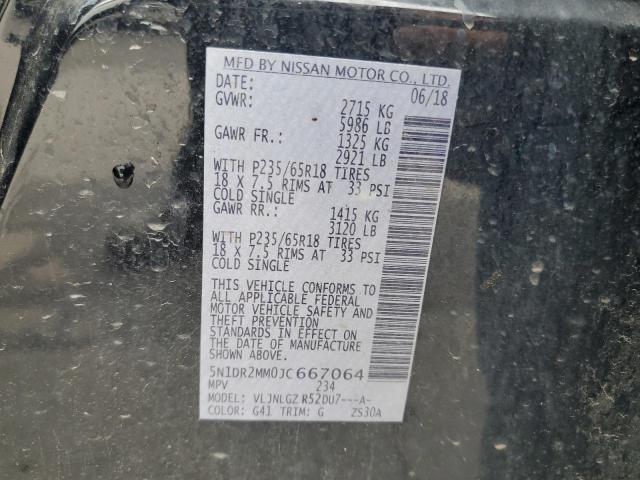 MFD BY NISSAN MOTOR CO., LTD.
DATE: 06/18
GVWR: 2715 KG
5986 LB
GAWR FR.: 1325 KG
2921 LB
WITH P235/65R18 TIRES
18 X 7.5 RIMS AT 33 PSI
COLD SINGLE
GAWR RR.: 1415 KG
3120 LB
WITH P235/65R18 TIRES
18 X 7.5 RIMS AT 33 PSI
COLD SINGLE
THIS VEHICLE CONFORMS TO
ALL APPLICABLE FEDERAL
MOTOR VEHICLE SAFETY AND
THEFT PREVENTION
STANDARDS IN EFFECT ON
THE DATE OF MANUFACTURE
SHOWN ABOVE.
5N1DR2MM0JC667064
MPV 234
MODEL: VLJNLGZ R52DU7---A-
COLOR: G41 TRIM: G ZS30A